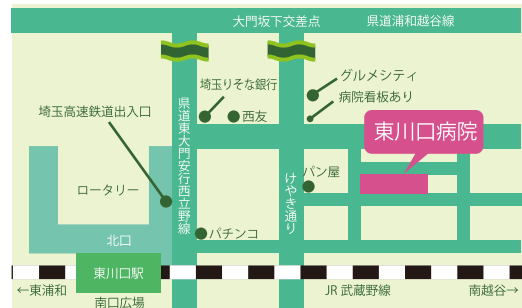 大門坂下交差点
県道浦和越谷線
グルメシティ
埼玉りそな銀行
病院看板あり
県道東大門安行西立野線
西友
埼玉高速鉄道出入口
東川口病院
けやき通り
パン屋
ロータリー
北口
パチンコ
東川口駅
←東浦和
JR 武蔵野線
南越谷→
南口広場